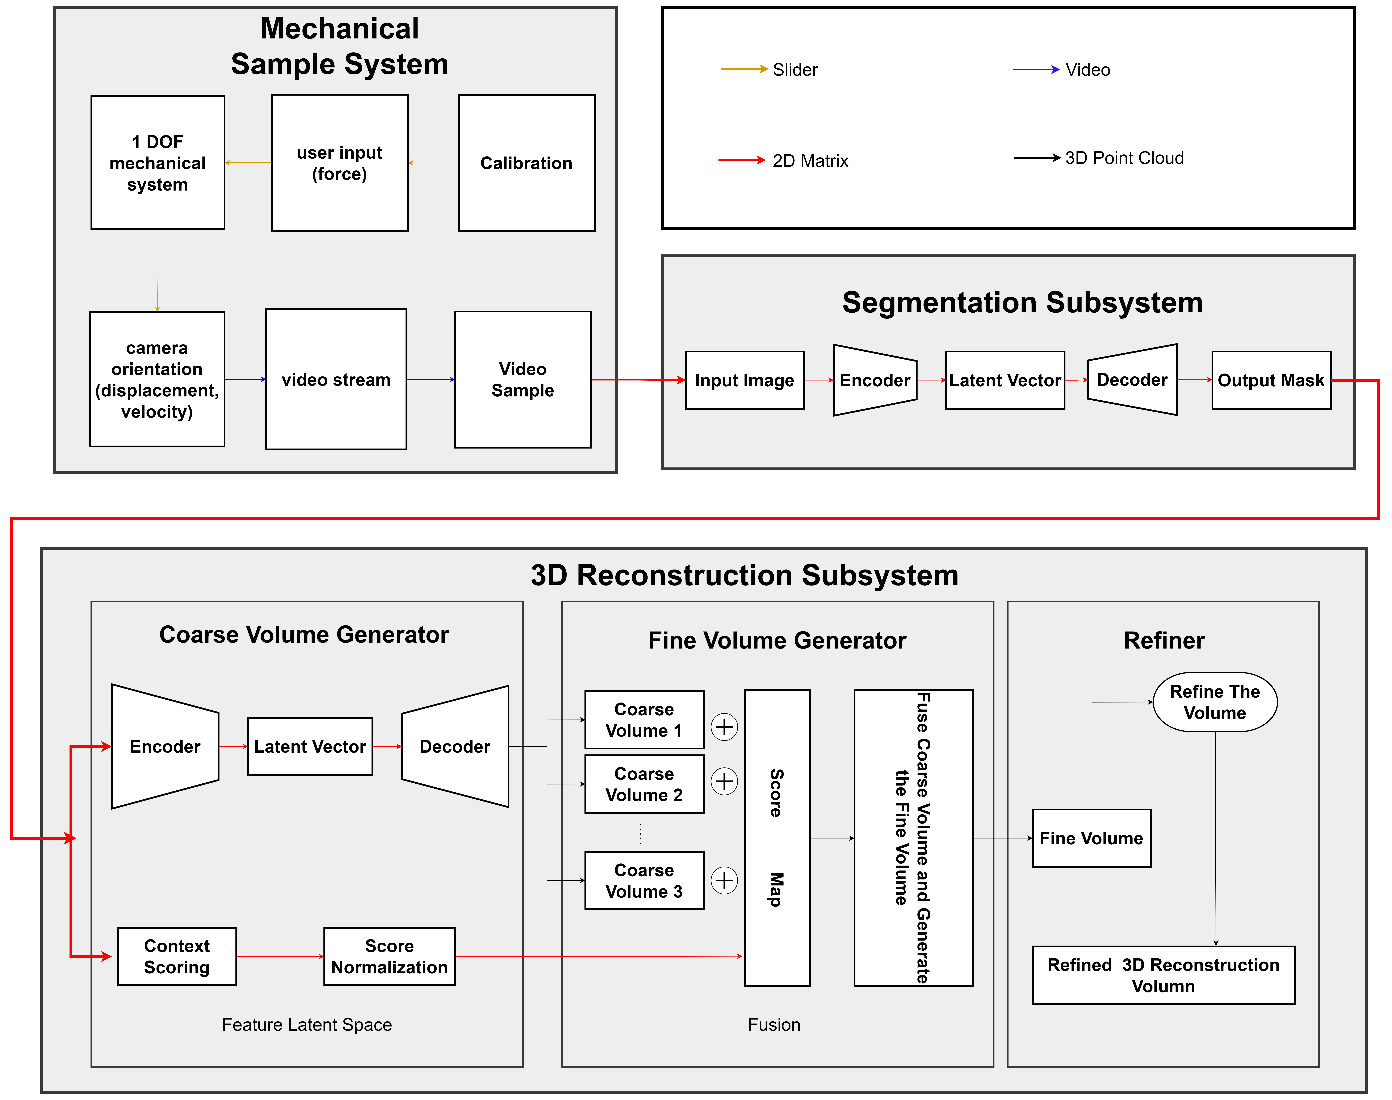 Mechanical
Sample System
1 DOF
mechanical
system
user input
(force)
Calibration
camera
orientation
(displacement,
velocity)
video stream
Video
Sample
Slider
Video
2D Matrix
3D Point Cloud
Segmentation Subsystem
Input Image
Encoder
Latent Vector
Decoder
Output Mask
3D Reconstruction Subsystem
Coarse Volume Generator
Encoder
Latent Vector
Decoder
Context
Scoring
Score
Normalization
Feature Latent Space
Fine Volume Generator
Coarse
Volume 1
Coarse
Volume 2
Coarse
Volume 3
Score Map
Fuse Coarse Volume and Generate
the Fine Volume
Fusion
Refiner
Refine The
Volume
Fine Volume
Refined 3D Reconstruction
Volumn